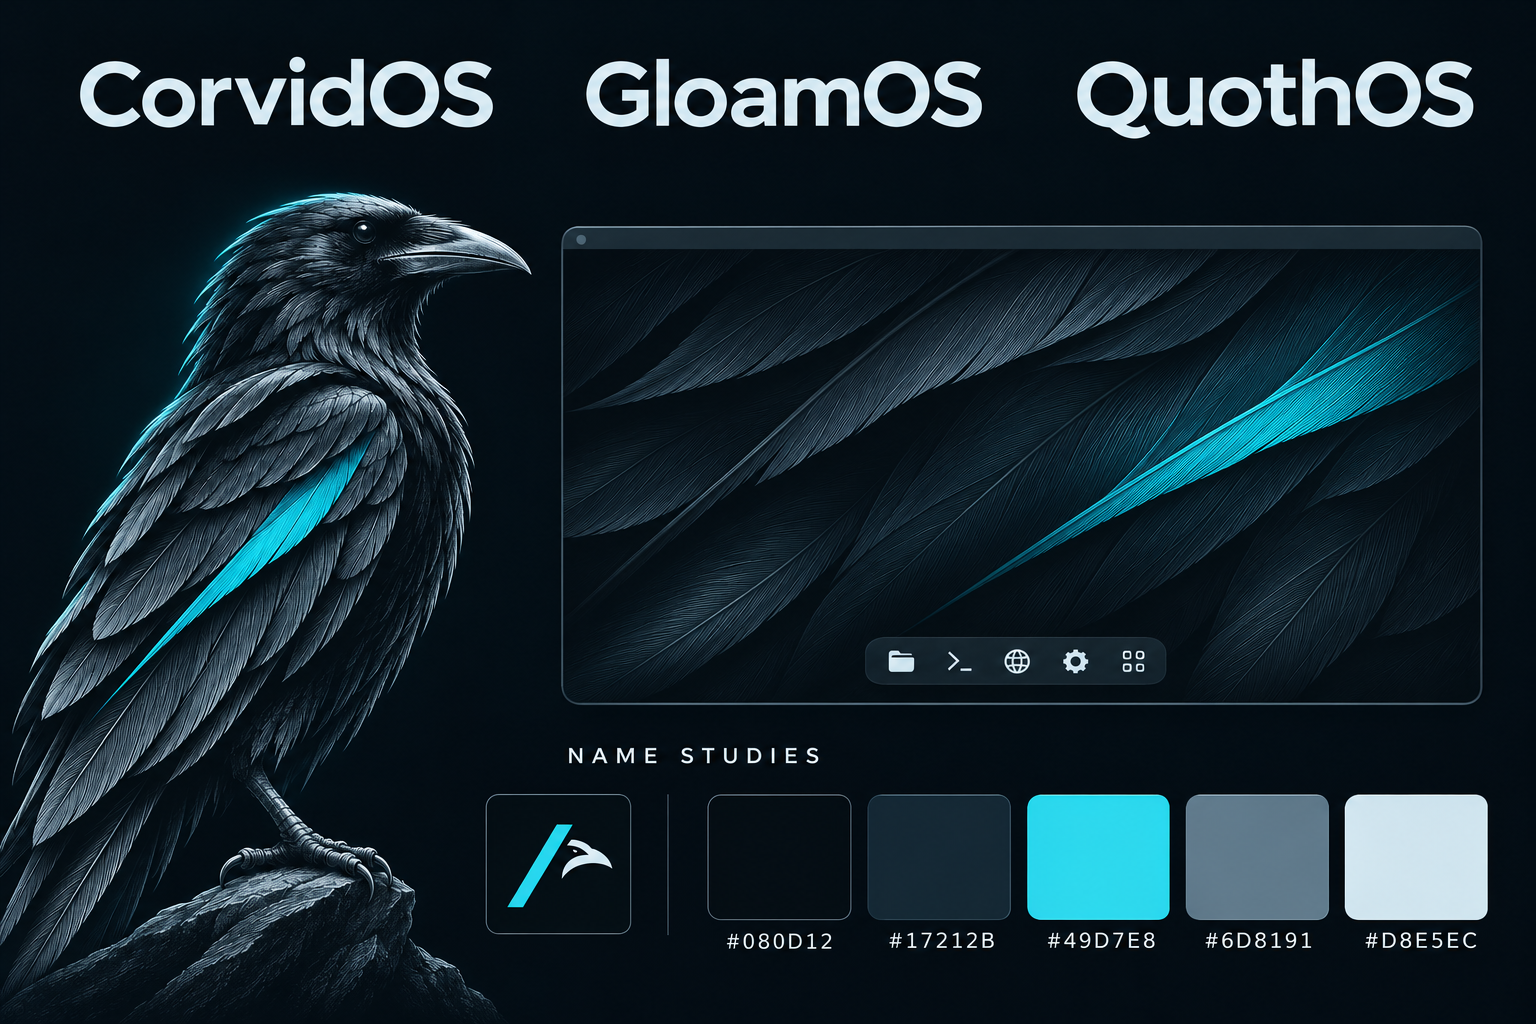 CorvidOS GloamOS QuothOS
NAME STUDIES
#080D12 #17212B #49D7E8 #6D8191 #D8E5EC